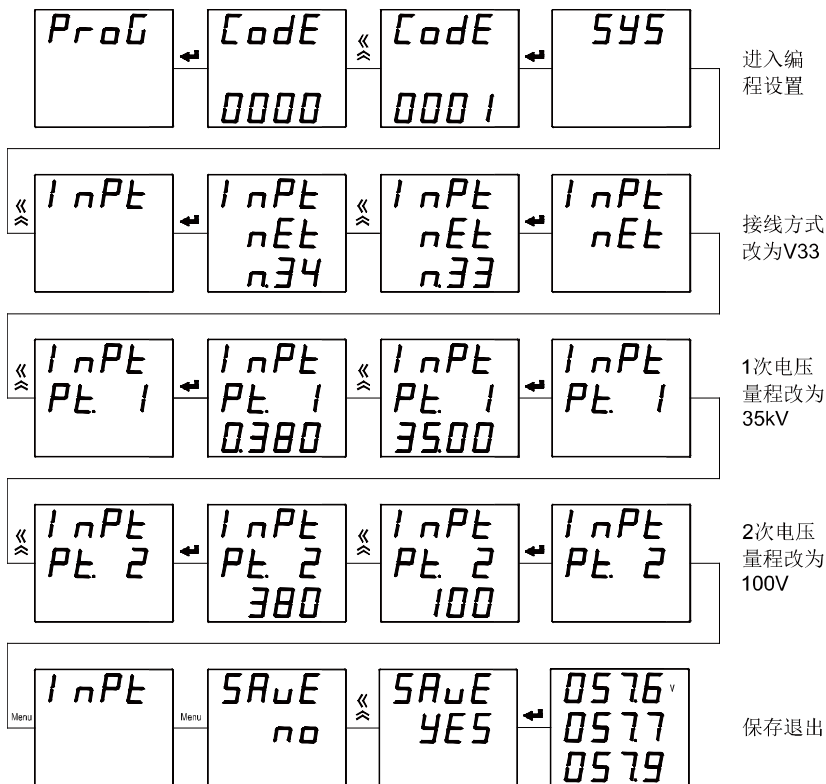 ProG
CodE
0000
CodE
0001
SYS
进入编
程设置
InPt
InPt
nEt
n.34
InPt
nEt
n.33
InPt
nEt
接线方式
改为V33
InPt
Pt. 1
InPt
Pt. 1
0.380
InPt
Pt. 1
35.00
InPt
Pt. 1
1次电压
量程改为
35kV
InPt
Pt. 2
InPt
Pt. 2
380
InPt
Pt. 2
100
InPt
Pt. 2
2次电压
量程改为
100V
Menu
InPt
Menu
SAuE
no
SAuE
YES
057.6 V
057.7
057.9
保存退出